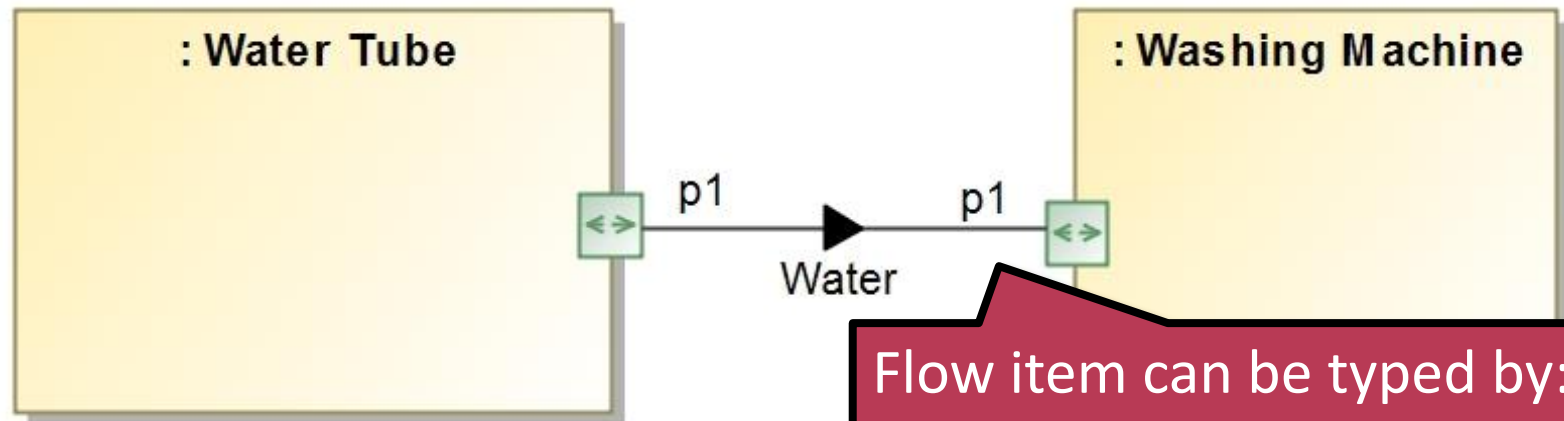 : Water Tube
: Washing Machine
p1
p1
Water
Flow item can be typed by: